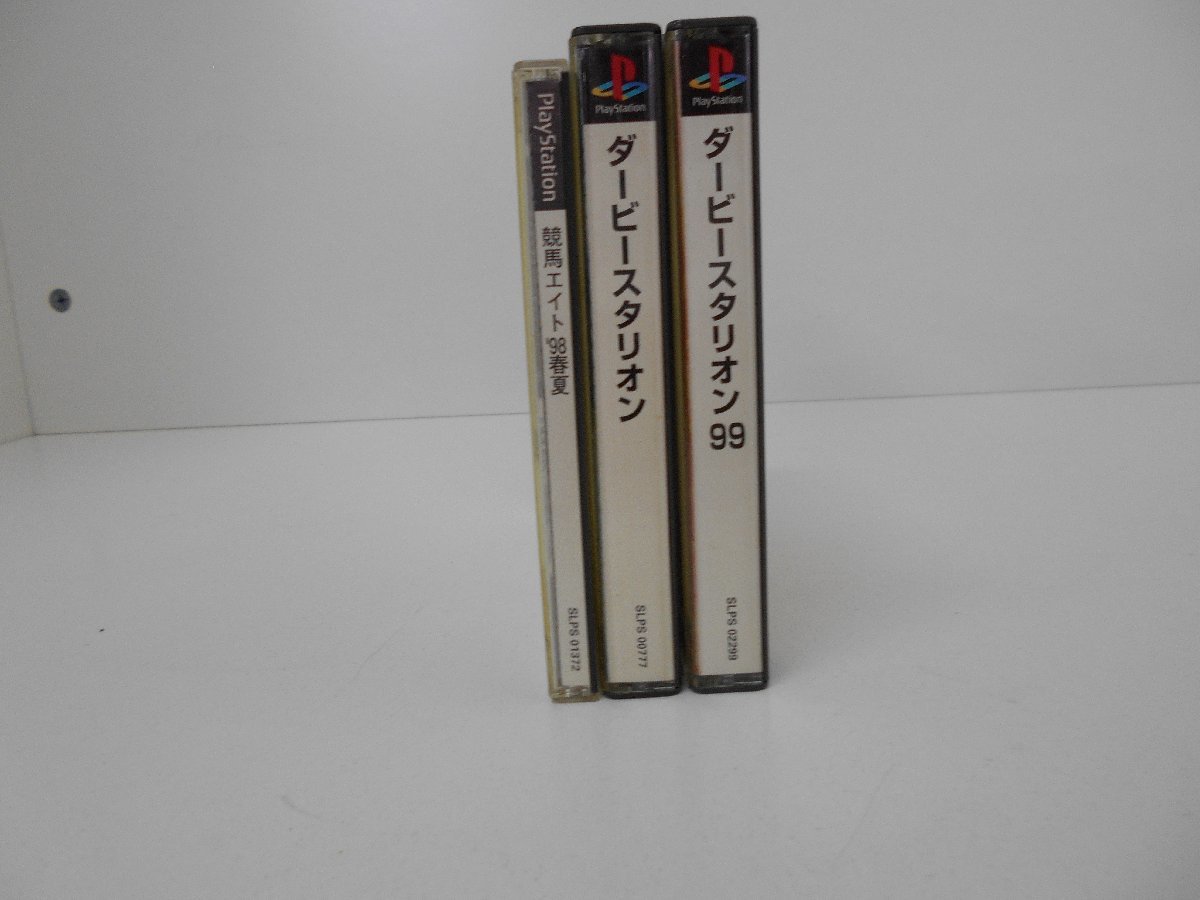 PlayStation
競馬エイト'98春夏
SLPS 01372
PlayStation
ダービースタリオン
SLPS 00777
PlayStation
ダービースタリオン99
SLPS 02299